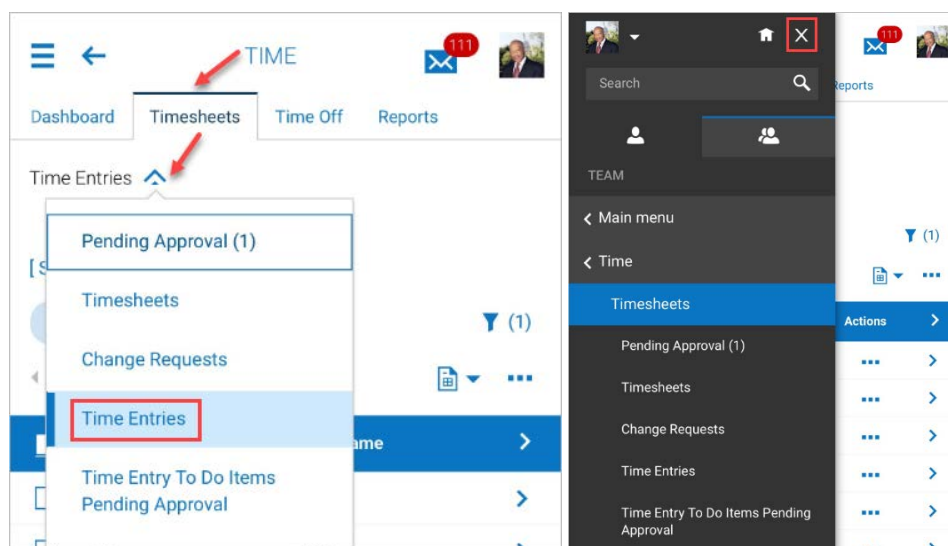 TIME
111
Dashboard
Timesheets
Time Off
Reports
Time Entries
Pending Approval (1)
[ S
Timesheets
(1)
Change Requests
Time Entries
ame
Time Entry To Do Items
Pending Approval
X
111
Search
Reports
TEAM
Main menu
(1)
Time
Timesheets
Actions
Pending Approval (1)
Timesheets
Change Requests
Time Entries
Time Entry To Do Items Pending
Approval